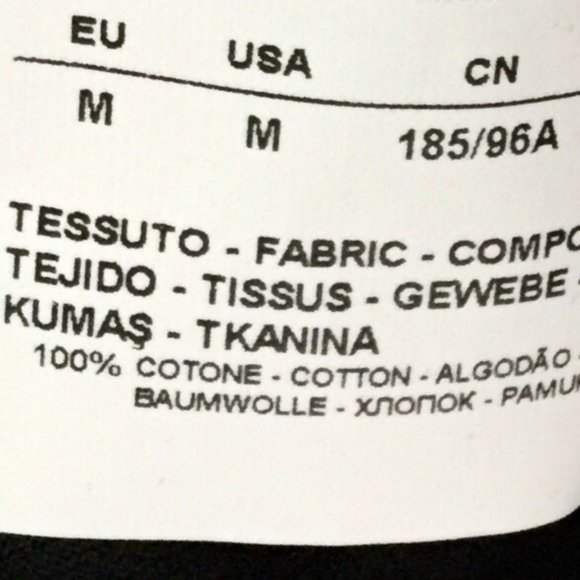 EU USA CN
M M 185/96A
TESSUTO - FABRIC - COMPO
TEJIDO - TISSUS - GEWEBE -
KUMAŞ - TKANINA
100% COTONE - COTTON - ALGODÃO -
BAUMWOLLE - ХЛОПОК - PAMU